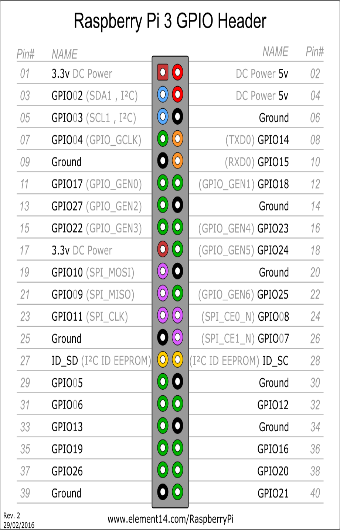 Raspberry Pi 3 GPIO Header
Pin# NAME NAME Pin#
01 3.3v DC Power DC Power 5v 02
03 GPIO02 (SDA1 , I²C) DC Power 5v 04
05 GPIO03 (SCL1 , I²C) Ground 06
07 GPIO04 (GPIO_GCLK) (TXD0) GPIO14 08
09 Ground (RXD0) GPIO15 10
11 GPIO17 (GPIO_GEN0) (GPIO_GEN1) GPIO18 12
13 GPIO27 (GPIO_GEN2) Ground 14
15 GPIO22 (GPIO_GEN3) (GPIO_GEN4) GPIO23 16
17 3.3v DC Power (GPIO_GEN5) GPIO24 18
19 GPIO10 (SPI_MOSI) Ground 20
21 GPIO09 (SPI_MISO) (GPIO_GEN6) GPIO25 22
23 GPIO11 (SPI_CLK) (SPI_CE0_N) GPIO08 24
25 Ground (SPI_CE1_N) GPIO07 26
27 ID_SD (I²C ID EEPROM) (I²C ID EEPROM) ID_SC 28
29 GPIO05 Ground 30
31 GPIO06 GPIO12 32
33 GPIO13 Ground 34
35 GPIO19 GPIO16 36
37 GPIO26 GPIO20 38
39 Ground GPIO21 40
Rev. 2
29/02/2016
www.element14.com/RaspberryPi